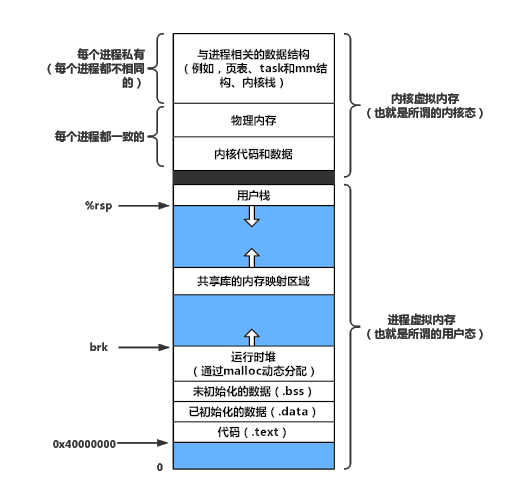 每个进程私有
（每个进程都不相同
的）
与进程相关的数据结构
（例如，页表、task和mm结
构、内核栈）
内核虚拟内存
（也就是所谓的内核态）
每个进程都一致的
物理内存
内核代码和数据
用户栈
%rsp
共享库的内存映射区域
进程虚拟内存
（也就是所谓的用户态）
brk
运行时堆
（通过malloc动态分配）
未初始化的数据（.bss）
已初始化的数据（.data）
代码（.text）
0x40000000
0